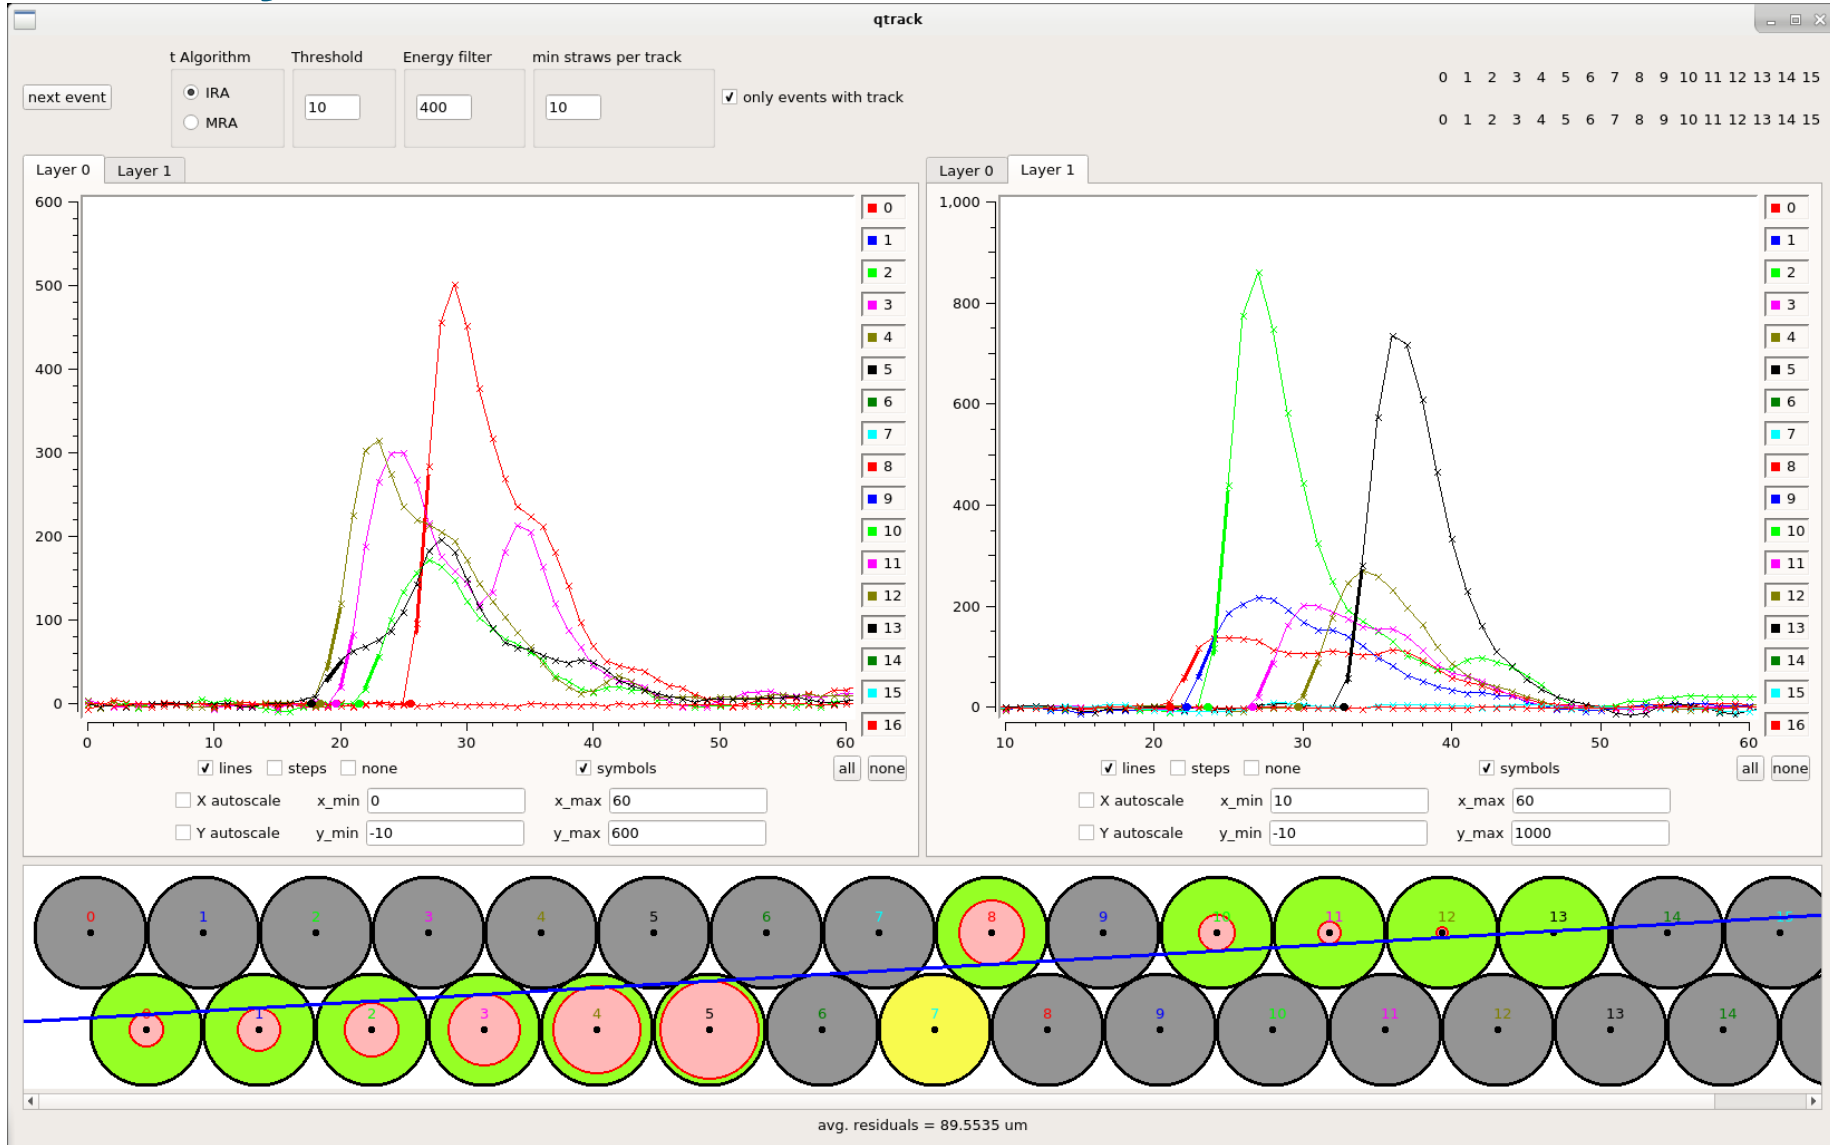 qtrack
t Algorithm Threshold Energy filter min straws per track
next event IRA 10 400 10 only events with track
MRA
0 1 2 3 4 5 6 7 8 9 10 11 12 13 14 15
0 1 2 3 4 5 6 7 8 9 10 11 12 13 14 15
Layer 0 Layer 1
600
500
400
300
200
100
0
0 10 20 30 40 50 60
0
1
2
3
4
5
6
7
8
9
10
11
12
13
14
15
16
lines steps none symbols all none
X autoscale x_min 0 x_max 60
Y autoscale y_min -10 y_max 600
Layer 0 Layer 1
1,000
800
600
400
200
0
10 20 30 40 50 60
0
1
2
3
4
5
6
7
8
9
10
11
12
13
14
15
16
lines steps none symbols all none
X autoscale x_min 10 x_max 60
Y autoscale y_min -10 y_max 1000
0 1 2 3 4 5 6 7 8 9 10 11 12 13 14 15
0 1 2 3 4 5 6 7 8 9 10 11 12 13 14
avg. residuals = 89.5535 um